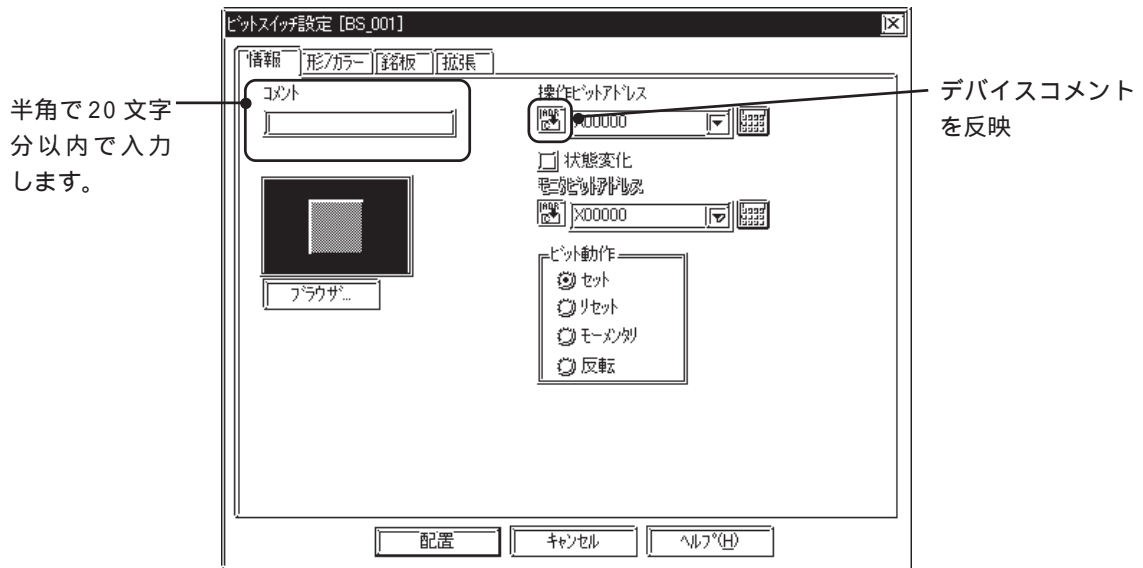 ビットスイッチ設定 [BS_001]
情報 形/カラー 銘板 拡張
コメント
操作ビットアドレス
X00000
状態変化
モニタビットアドレス
X00000
ブラウザ...
ビット動作
セット
リセット
モーメンタリ
反転
配置 キャンセル ヘルプ(H)
半角で20文字
分以内で入力
します。
デバイスコメント
を反映